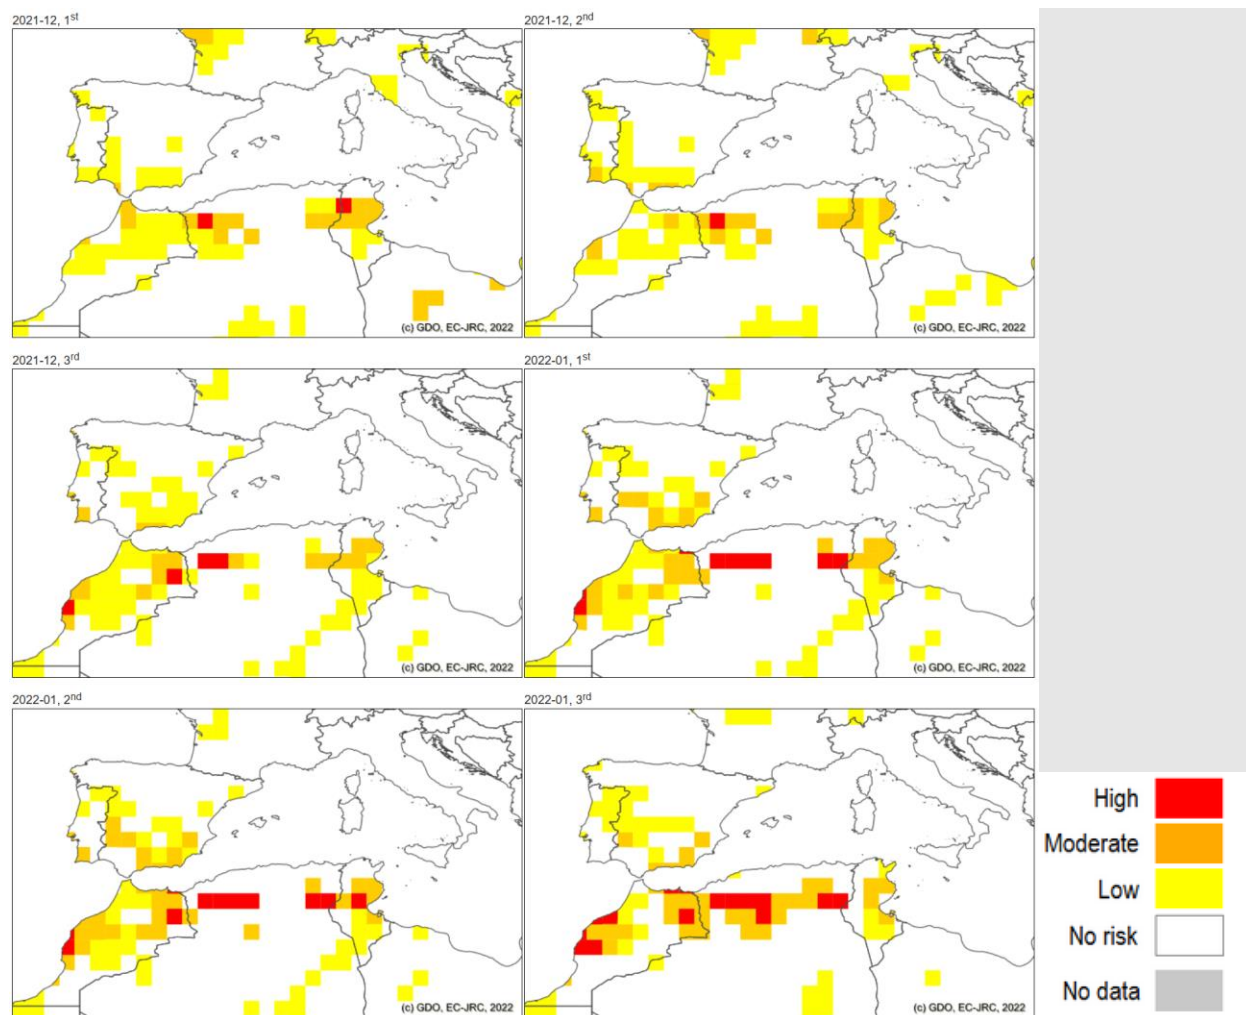 2021-12, 1st
2021-12, 2nd
(c) GDO, EC-JRC, 2022
(c) GDO, EC-JRC, 2022
2021-12, 3rd
2022-01, 1st
(c) GDO, EC-JRC, 2022
(c) GDO, EC-JRC, 2022
2022-01, 2nd
2022-01, 3rd
(c) GDO, EC-JRC, 2022
(c) GDO, EC-JRC, 2022
High
Moderate
Low
No risk
No data